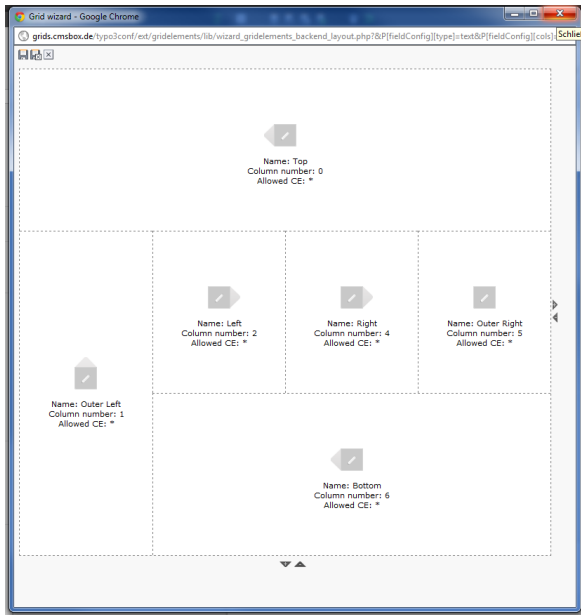 Grid wizard - Google Chrome
grids.cmsbox.de/typo3conf/ext/gridelements/lib/wizard_gridelements_backend_layout.php?&P[fieldConfig][type]=text&P[fieldConfig][cols]=
Schlie
Name: Top
Column number: 0
Allowed CE: *
Name: Left
Column number: 2
Allowed CE: *
Name: Right
Column number: 4
Allowed CE: *
Name: Outer Right
Column number: 5
Allowed CE: *
Name: Outer Left
Column number: 1
Allowed CE: *
Name: Bottom
Column number: 6
Allowed CE: *